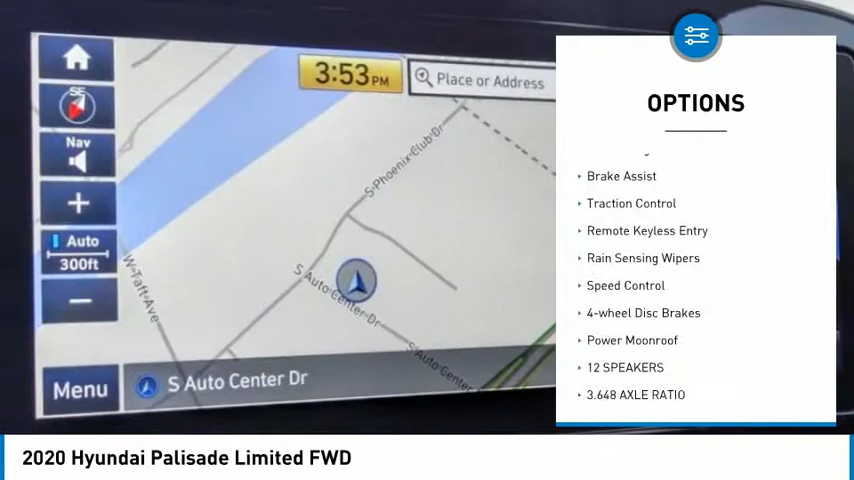 SE
Nav
Auto
300ft
Menu
3:53 PM
Place or Address
S Phoenix Club Dr
W Taft Ave
S Auto Center Dr
S Auto Center
S Auto Center Dr
OPTIONS
Brake Assist
Traction Control
Remote Keyless Entry
Rain Sensing Wipers
Speed Control
4-wheel Disc Brakes
Power Moonroof
12 SPEAKERS
3.648 AXLE RATIO
2020 Hyundai Palisade Limited FWD